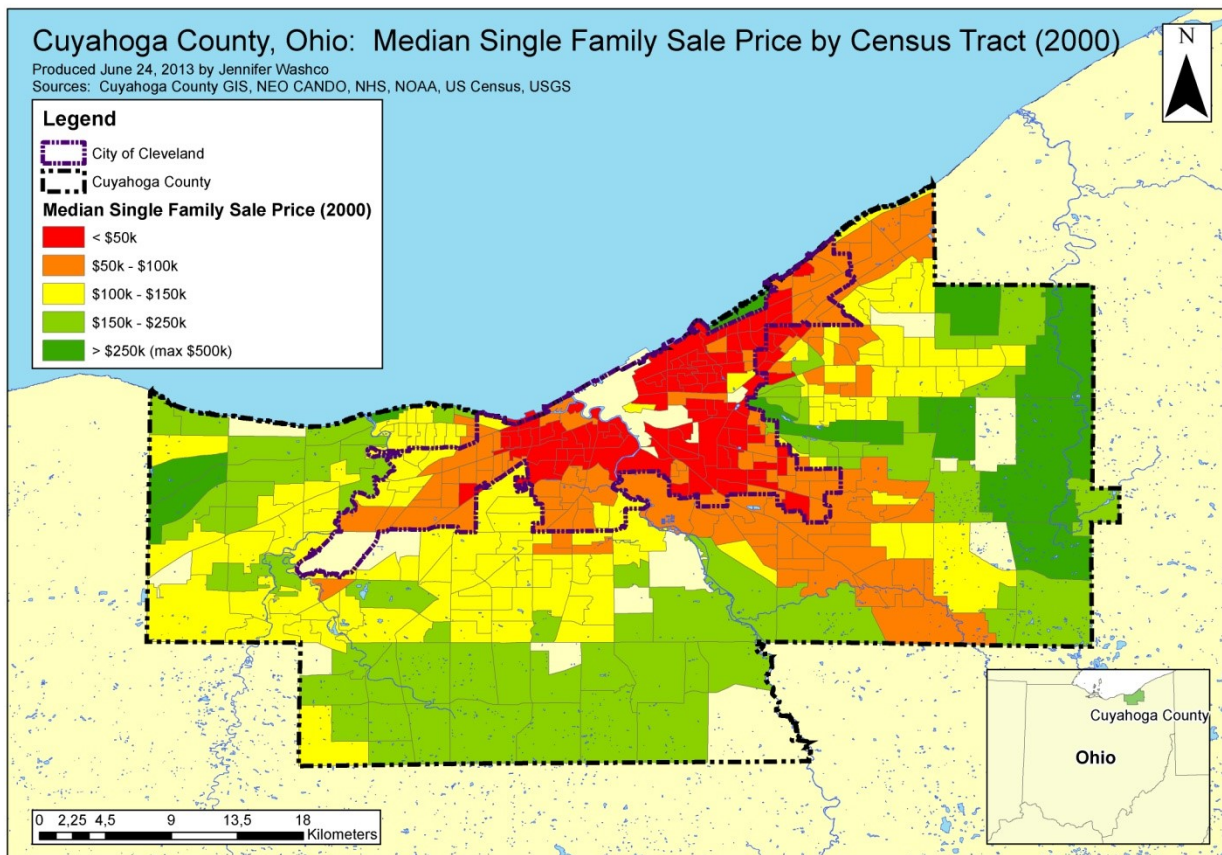 Cuyahoga County, Ohio: Median Single Family Sale Price by Census Tract (2000)
Produced June 24, 2013 by Jennifer Washco
Sources: Cuyahoga County GIS, NEO CANDO, NHS, NOAA, US Census, USGS
N
Legend
City of Cleveland
Cuyahoga County
Median Single Family Sale Price (2000)
< $50k
$50k - $100k
$100k - $150k
$150k - $250k
> $250k (max $500k)
Cuyahoga County
Ohio
0 2,25 4,5 9 13,5 18
Kilometers